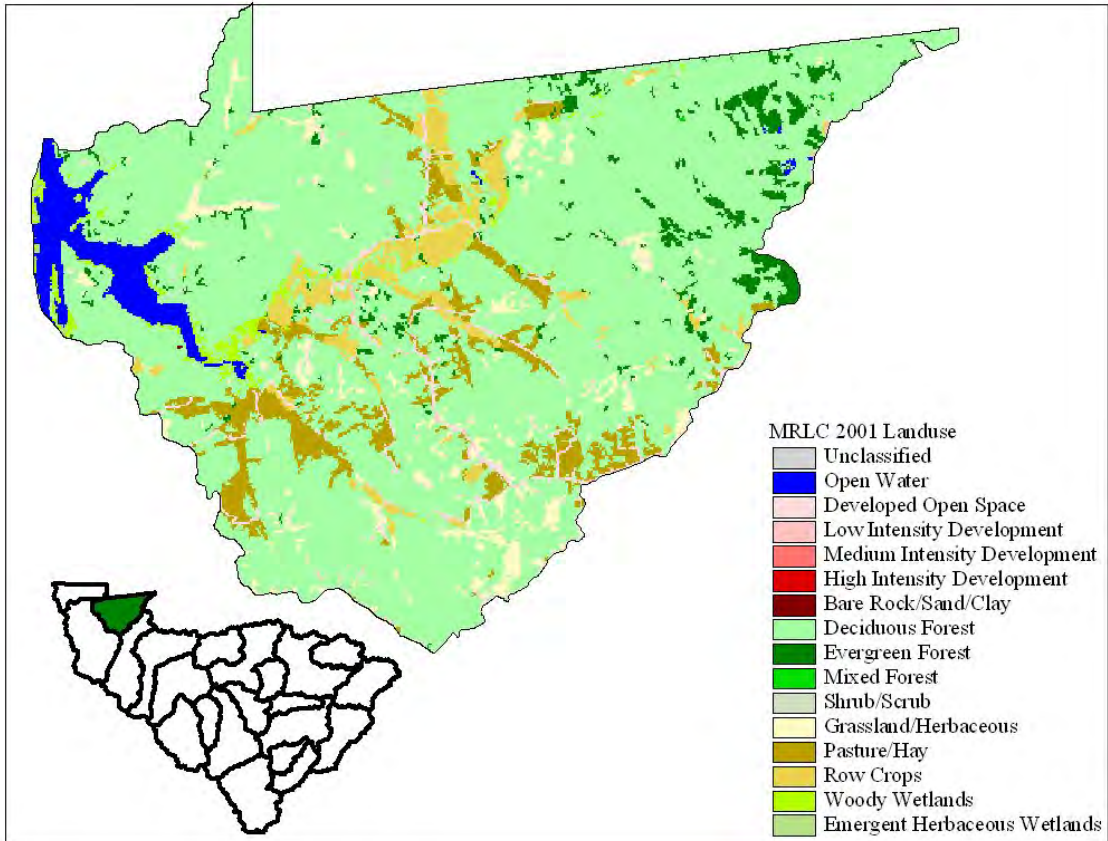 MRLC 2001 Landuse
Unclassified
Open Water
Developed Open Space
Low Intensity Development
Medium Intensity Development
High Intensity Development
Bare Rock/Sand/Clay
Deciduous Forest
Evergreen Forest
Mixed Forest
Shrub/Scrub
Grassland/Herbaceous
Pasture/Hay
Row Crops
Woody Wetlands
Emergent Herbaceous Wetlands